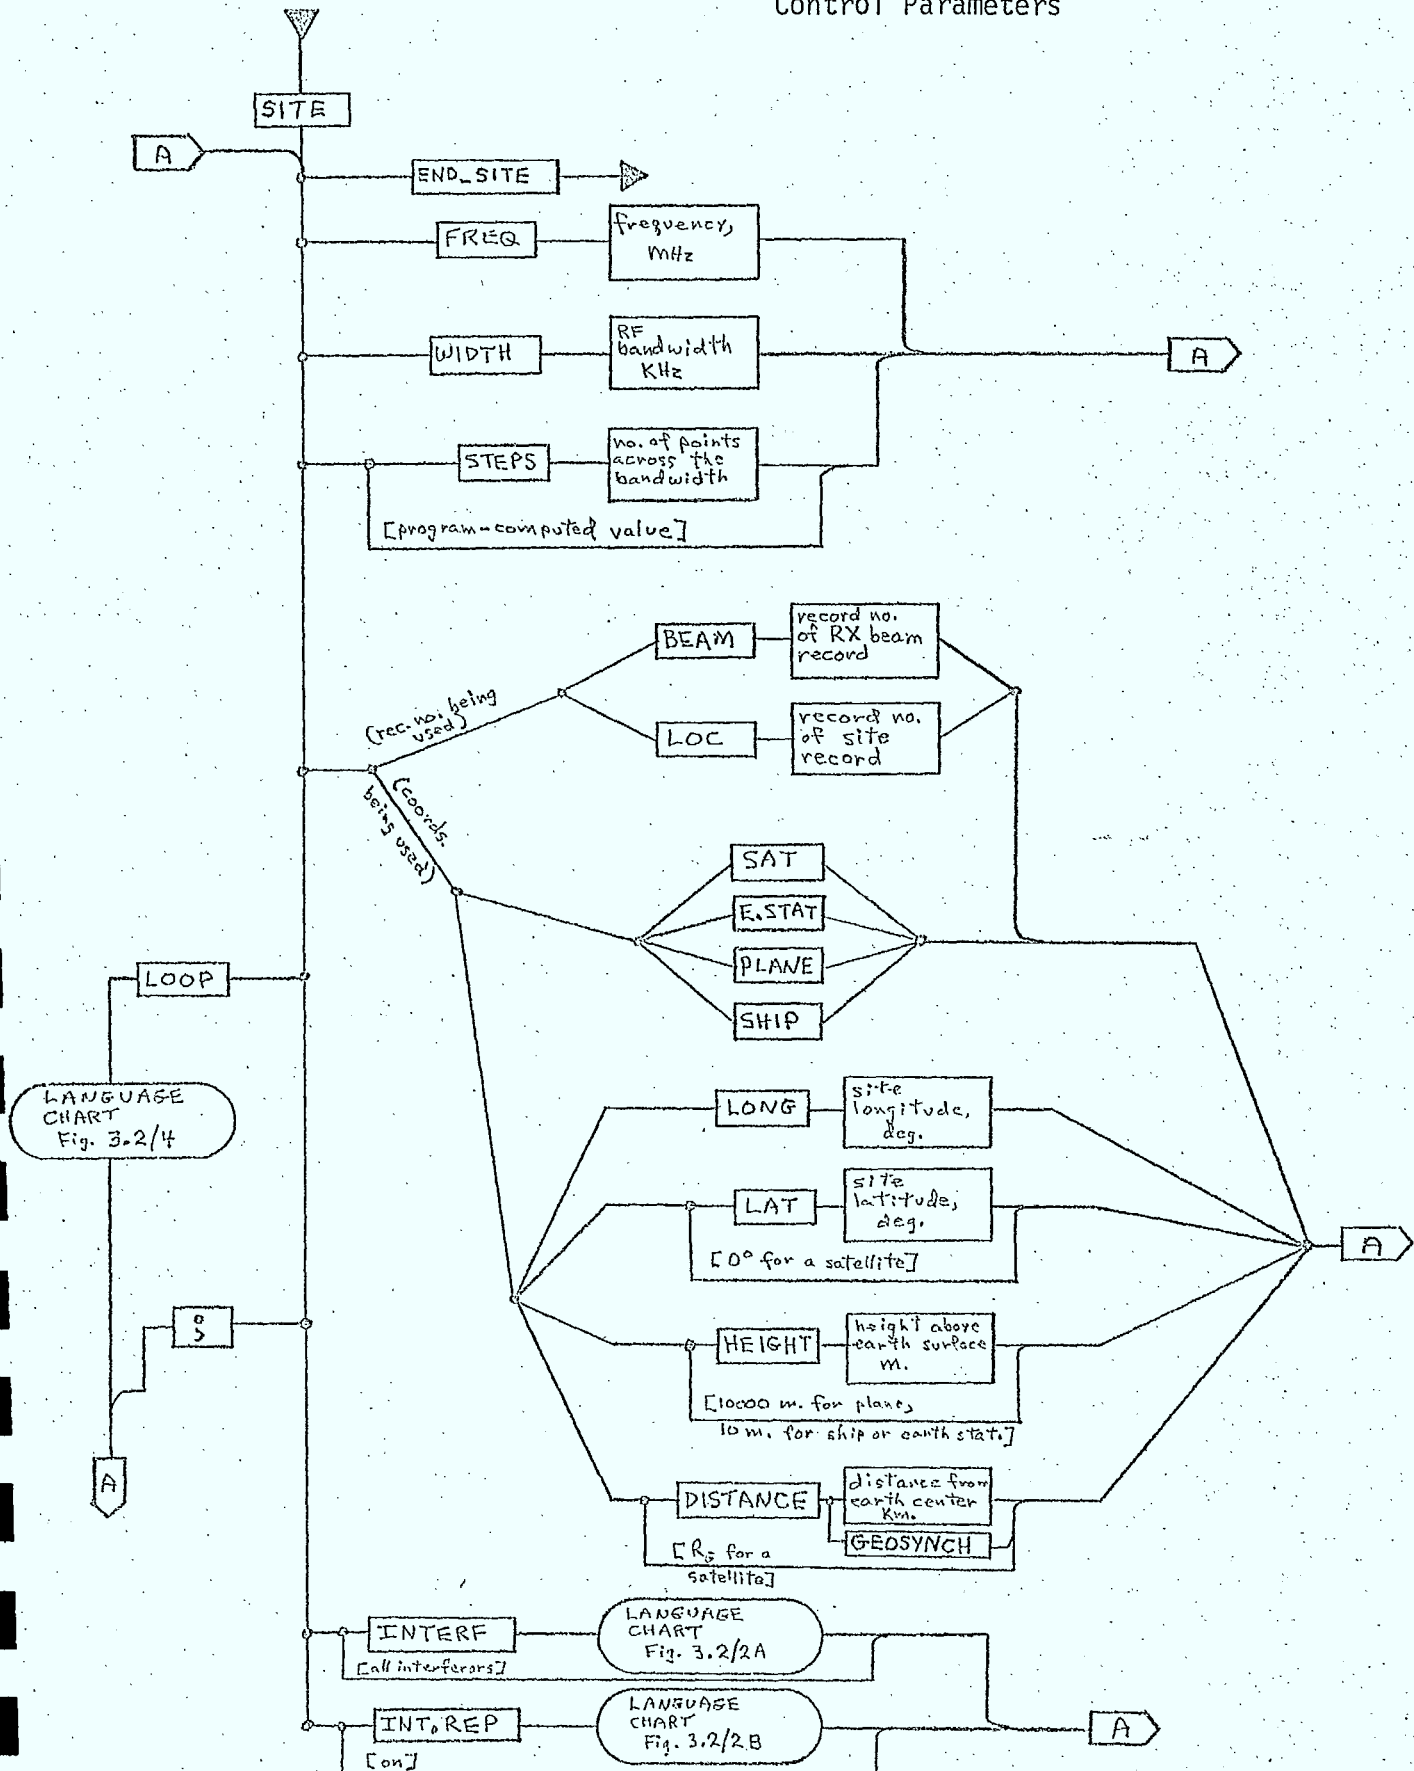 Control Parameters
SITE
A
END_SITE
FREQ
frequency,
MHz
WIDTH
RF
bandwidth
KHz
A
STEPS
no. of points
across the
bandwidth
[program-computed value]
BEAM
record no.
of RX beam
record
(rec. no. being
used)
LOC
record no.
of site
record
(coords.
being used)
SAT
E.STAT
PLANE
SHIP
LOOP
LANGUAGE
CHART
Fig. 3.2/4
LONG
site
longitude,
deg.
LAT
site
latitude,
deg.
[0° for a satellite]
A
;
HEIGHT
height above
earth surface
m.
[10000 m. for plane,
10 m. for ship or earth stat.]
A
DISTANCE
distance from
earth center
Km.
GEOSYNCH
for a
satellite]
INTERF
LANGUAGE
CHART
Fig. 3.2/2A
[all interferors]
INT.REP
LANGUAGE
CHART
Fig. 3.2/2B
A
[on]